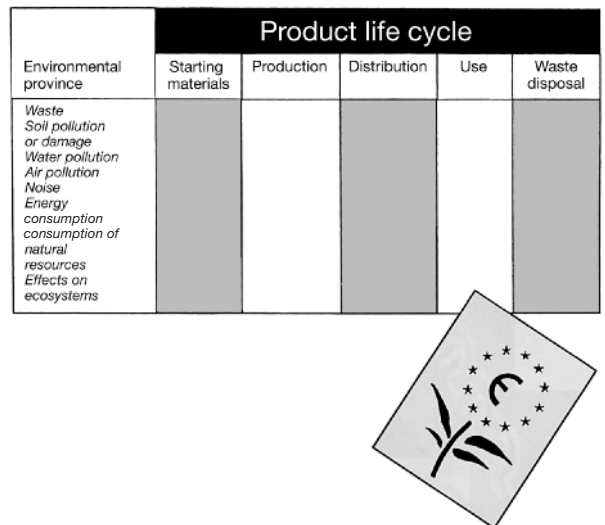 Product life cycle
Environmental province
Starting materials
Production
Distribution
Use
Waste disposal
Waste
Soil pollution
or damage
Water pollution
Air pollution
Noise
Energy
consumption
consumption of
natural
resources
Effects on
ecosystems
€